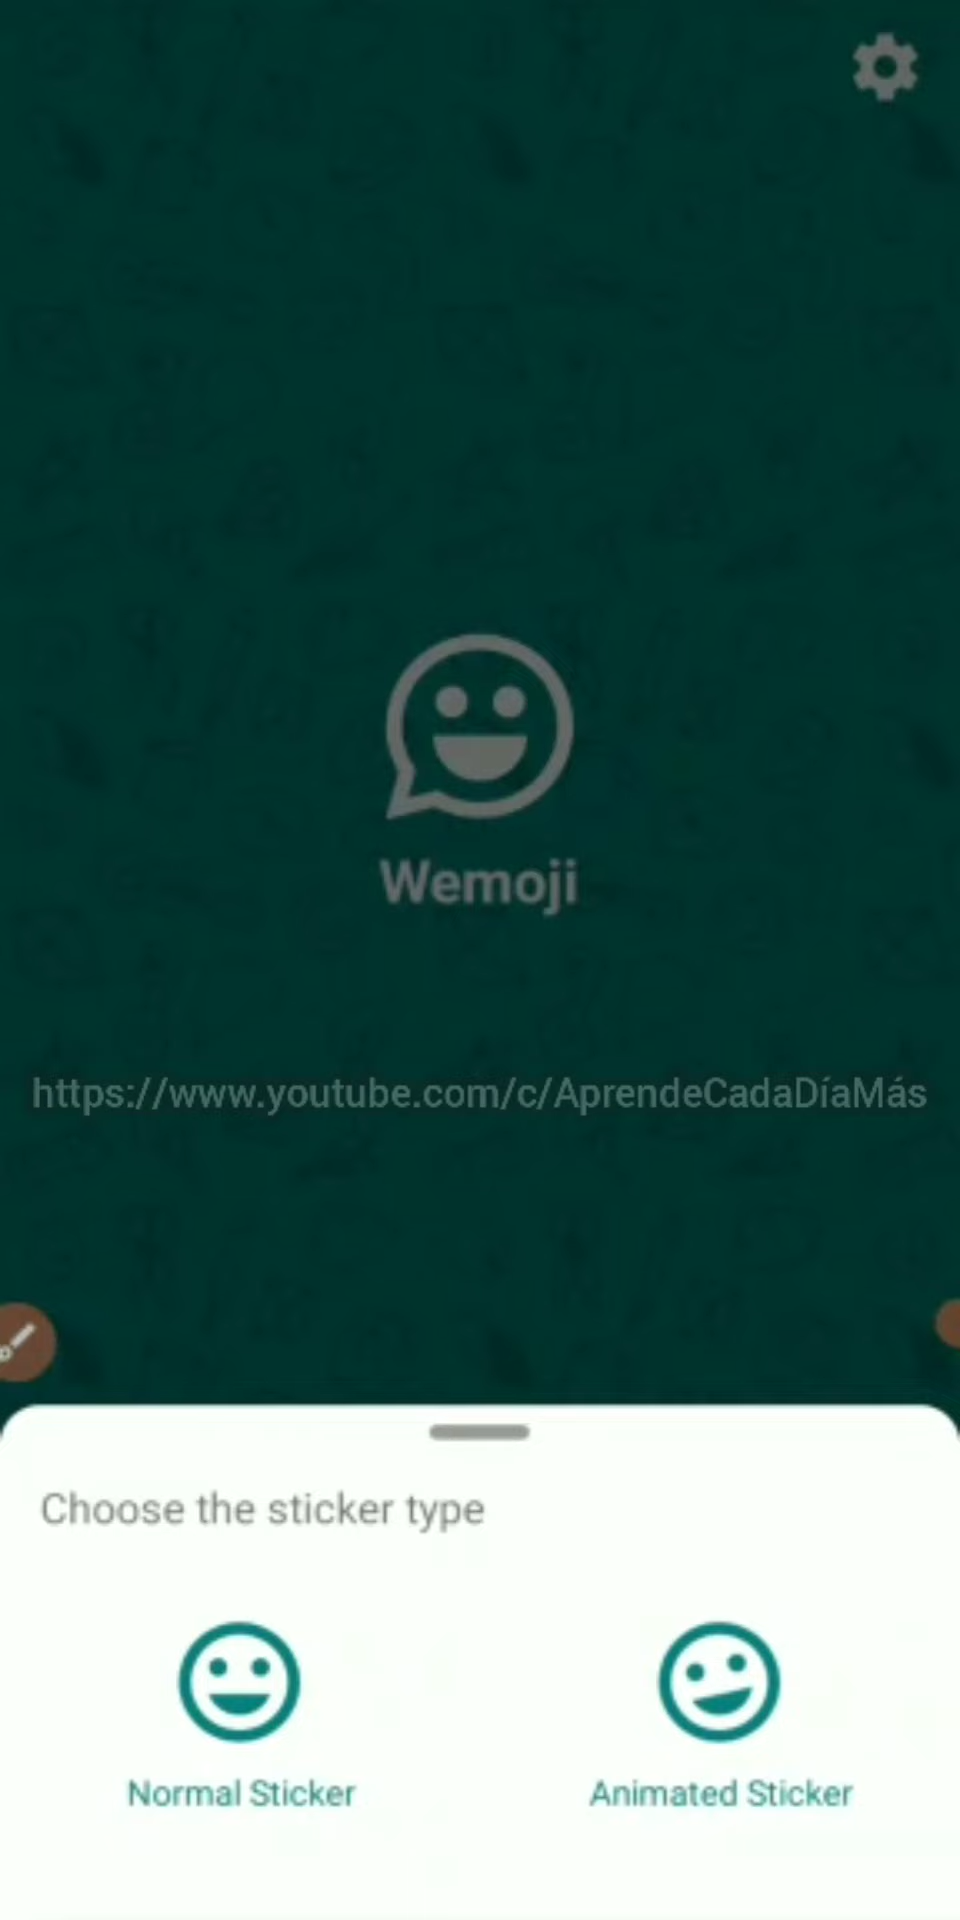 Wemoji
https://www.youtube.com/c/AprendeCadaDíaMás
Choose the sticker type
Normal Sticker
Animated Sticker